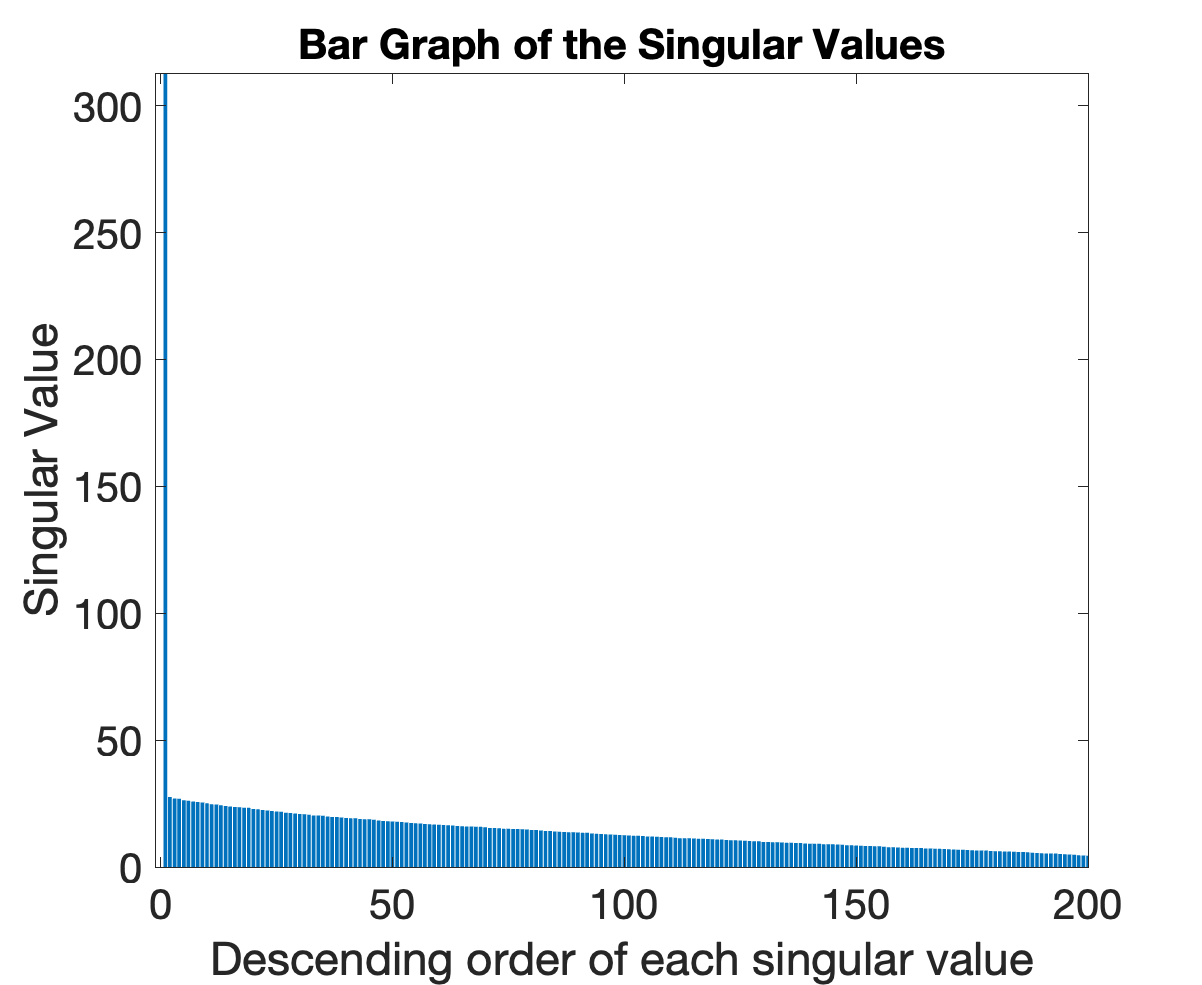 Bar Graph of the Singular Values
300
250
200
150
100
50
0
Singular Value
0 50 100 150 200
Descending order of each singular value